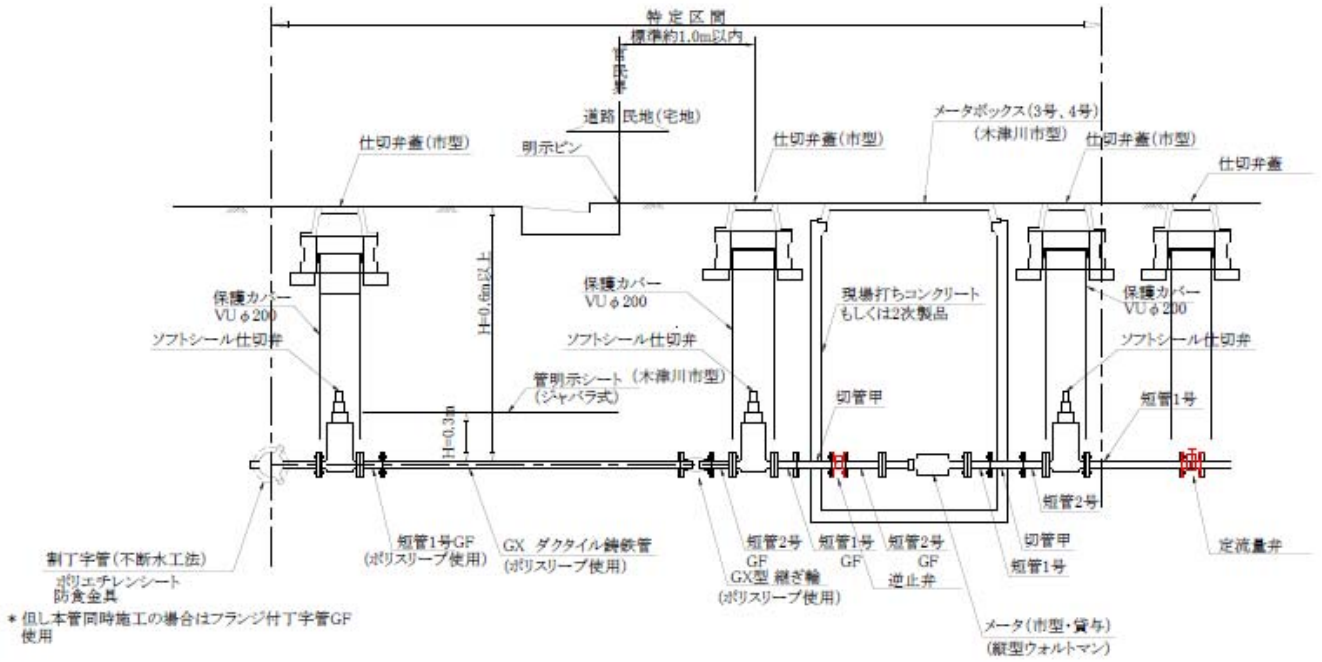 特定区間
標準約1.0m以内
官民界
道路 民地(宅地)
メータボックス(3号、4号)
(木津川市型)
仕切弁蓋(市型)
明示ピン
仕切弁蓋(市型)
仕切弁蓋(市型)
仕切弁蓋
H=0.6m以上
保護カバー
VUφ200
保護カバー
VUφ200
現場打ちコンクリート
もしくは2次製品
保護カバー
VUφ200
ソフトシール仕切弁
ソフトシール仕切弁
ソフトシール仕切弁
管明示シート (木津川市型)
(ジャバラ式)
H=0.3m
切管甲
短管1号
短管2号
短管1号GF
(ポリスリーブ使用)
GX ダクタイル鋳鉄管
(ポリスリーブ使用)
短管2号
GF
短管1号
GF
短管2号
GF
切管甲
定流量弁
GX型 継ぎ輪
(ポリスリーブ使用)
逆止弁
短管1号
割丁字管(不断水工法)
ポリエチレンシート
防食金具
メータ(市型・貸与)
(縦型ウォルトマン)
* 但し本管同時施工の場合はフランジ付丁字管GF
使用